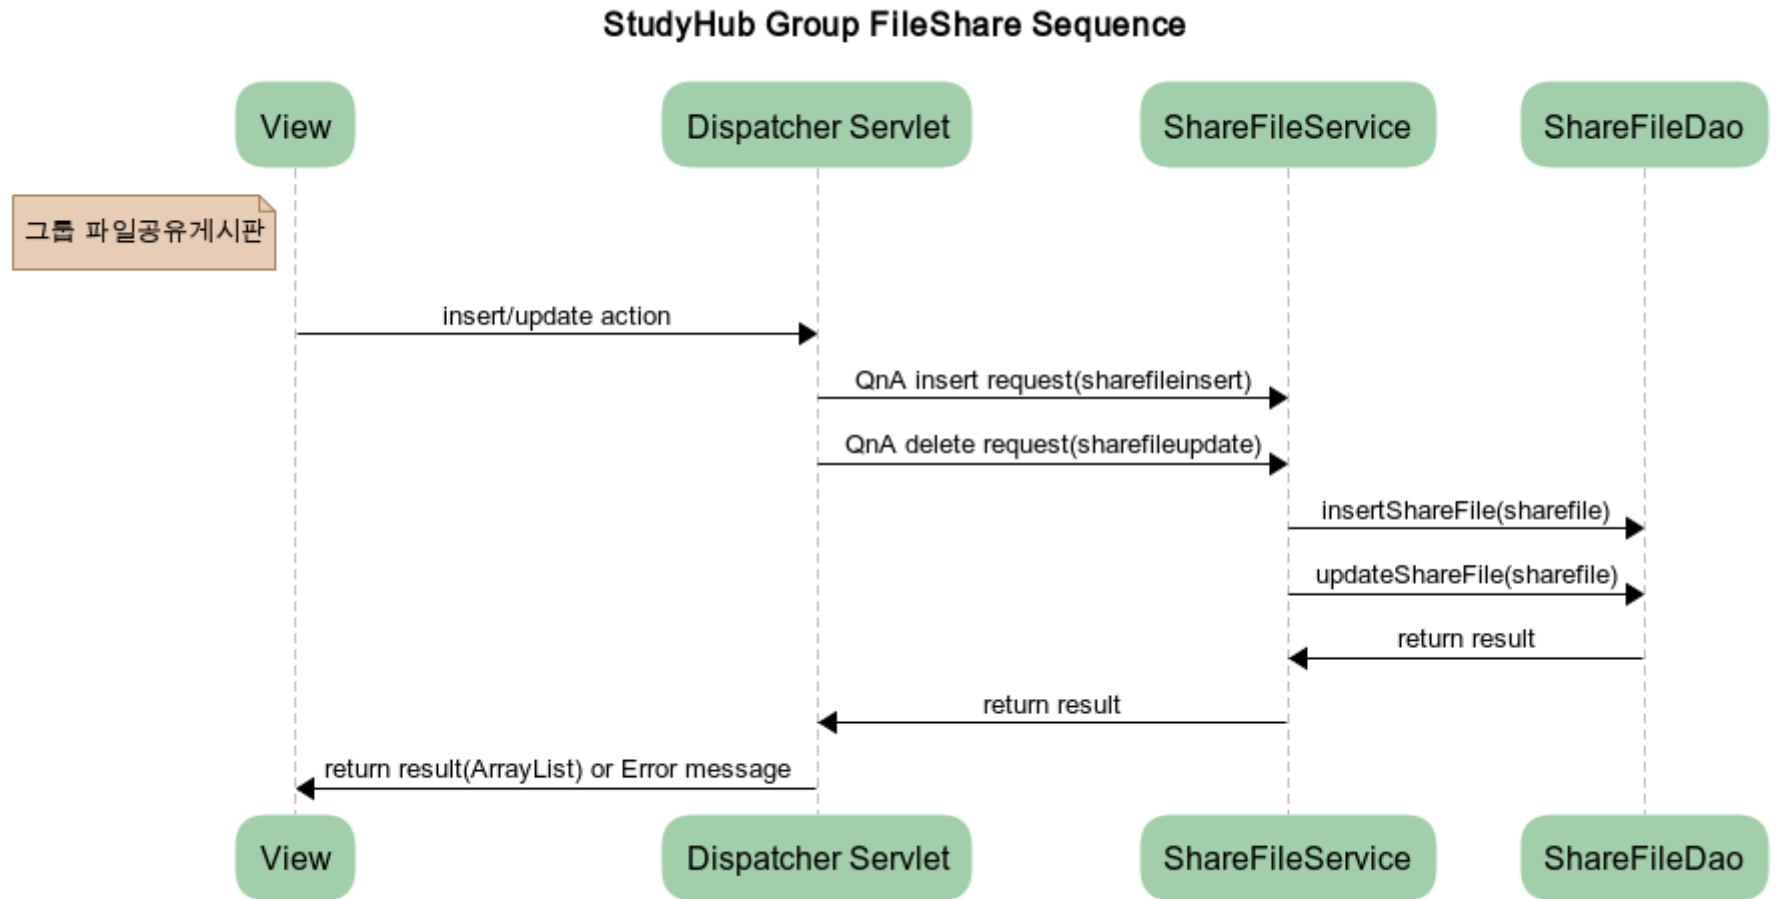 StudyHub Group FileShare Sequence
View
Dispatcher Servlet
ShareFileService
ShareFileDao
그룹 파일공유게시판
insert/update action
QnA insert request(sharefileinsert)
QnA delete request(sharefileupdate)
insertShareFile(sharefile)
updateShareFile(sharefile)
return result
return result
return result(ArrayList) or Error message
View
Dispatcher Servlet
ShareFileService
ShareFileDao